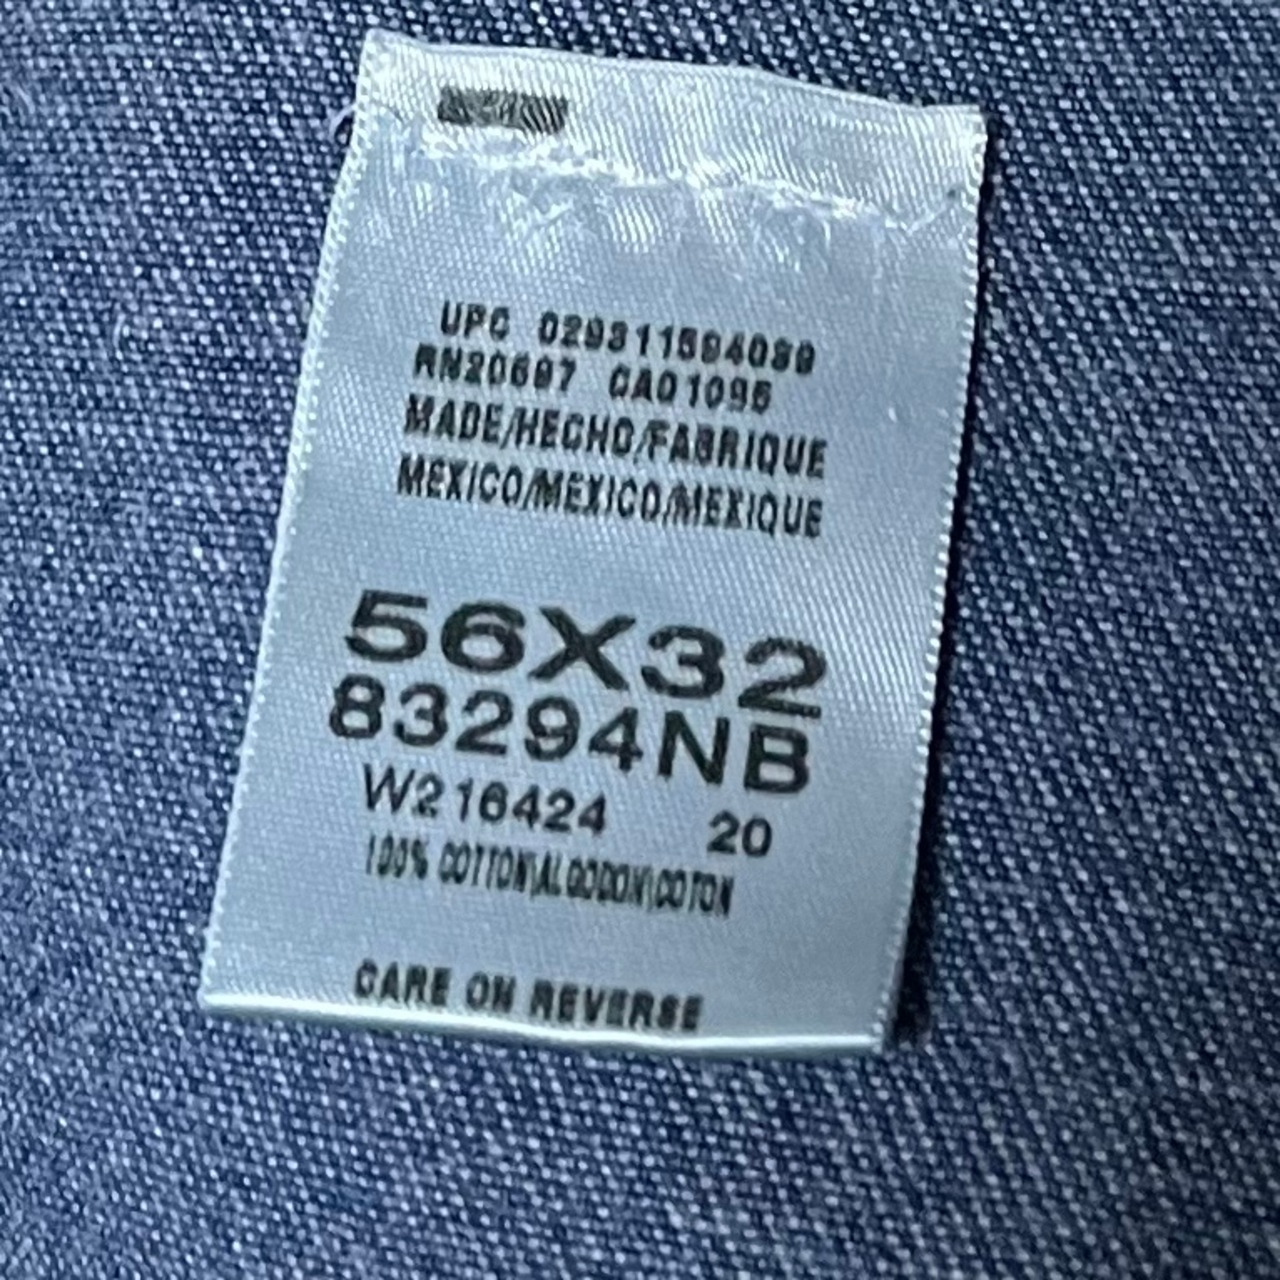 UPC 029311594089
RN20697 CA01096
MADE/HECHO/FABRIQUE
MEXICO/MEXICO/MEXIQUE
56X32
83294NB
W216424 20
100% COTTON\ALGODON\COTON
CARE ON REVERSE